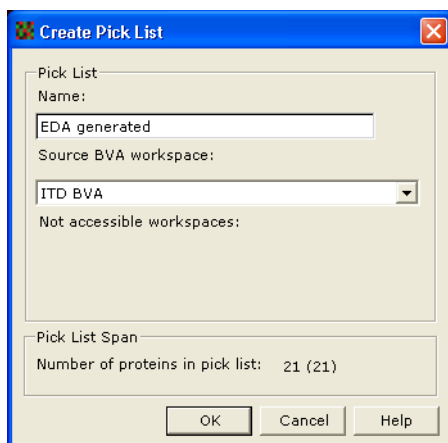 Create Pick List
Pick List
Name:
EDA generated
Source BVA workspace:
ITD BVA
Not accessible workspaces:
Pick List Span
Number of proteins in pick list: 21 (21)
OK Cancel Help